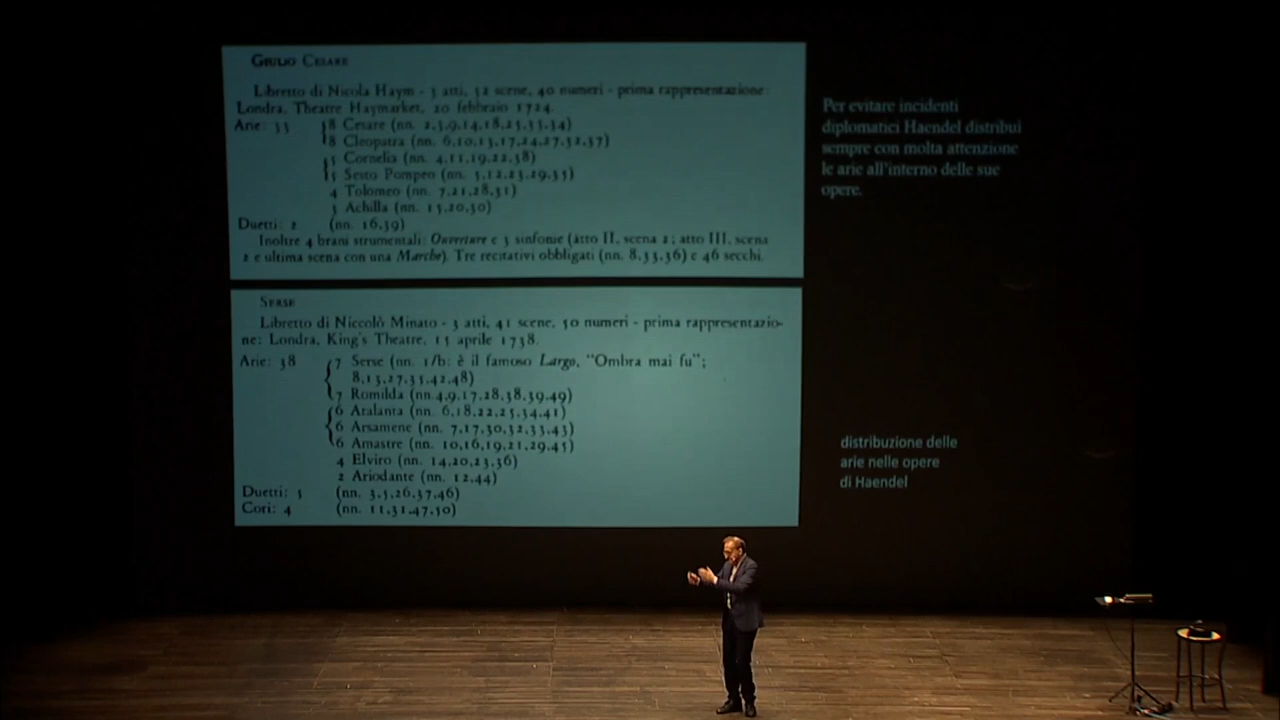 GIULIO CESARE
Libretto di Nicola Haym - 3 atti, 32 scene, 40 numeri - prima rappresentazione:
Londra, Theatre Haymarket, 20 febbraio 1724.
Arie: 33 8 Cesare (nn. 2,3,9,14,18,25,35,34)
8 Cleopatra (nn. 6,10,13,17,24,27,32,37)
5 Cornelia (nn. 4,11,19,22,38)
5 Sesto Pompeo (nn. 5,12,23,29,35)
4 Tolomeo (nn. 7,21,28,31)
3 Achilla (nn. 15,20,30)
Duetti: 2 (nn. 16,39)
Inoltre 4 brani strumentali: Ouverture e 3 sinfonie (atto II, scena 2; atto III, scena
2 e ultima scena con una Marche). Tre recitativi obbligati (nn. 8,33,36) e 46 secchi.
SERSE
Libretto di Niccolò Minato - 3 atti, 41 scene, 50 numeri - prima rappresentazio-
ne: Londra, King's Theatre, 15 aprile 1738.
Arie: 38 7 Serse (nn. 1/b: è il famoso Largo, "Ombra mai fu";
8,13,27,35,42,48)
7 Romilda (nn.4,9,17,28,38,39,49)
6 Atalanta (nn. 6,18,22,25,34,41)
6 Arsamene (nn. 7,17,30,32,33,43)
6 Amastre (nn. 10,16,19,21,29,45)
4 Elviro (nn. 14,20,23,36)
2 Ariodante (nn. 12,44)
Duetti: 5 (nn. 3,5,26,37,46)
Cori: 4 (nn. 11,31,47,50)
Per evitare incidenti
diplomatici Haendel distribuì
sempre con molta attenzione
le arie all'interno delle sue
opere.
distribuzione delle
arie nelle opere
di Haendel